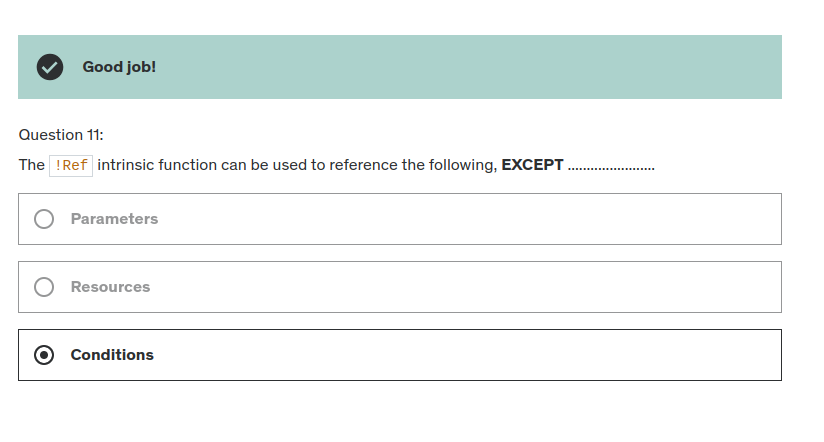 Good job!
Question 11:
The !Ref intrinsic function can be used to reference the following, EXCEPT .......................
Parameters
Resources
Conditions